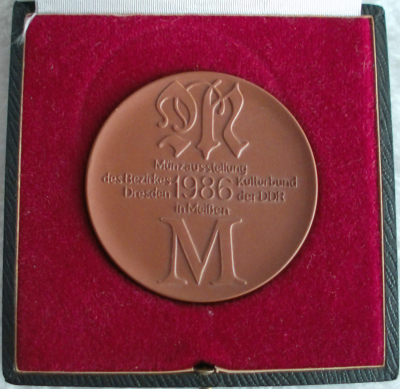 M
Münzausstellung
des Bezirkes 1986 Kulturbund
Dresden der DDR
in Meißen
M